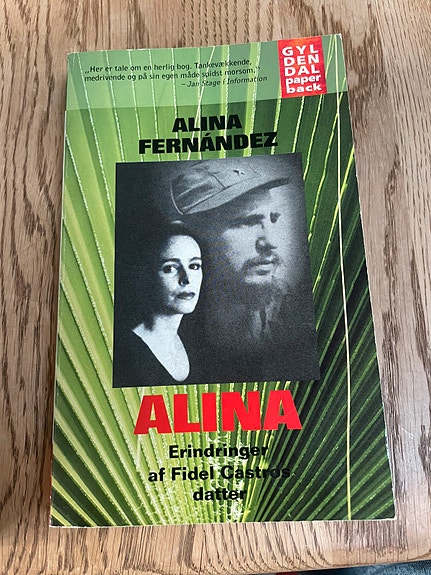 „Her er tale om en herlig bog. Tankevækkende,
medrivende og på sin egen måde spidst morsom."
– Jan Stage i Information
GYL
DEN
DAL
paper
back
ALINA
FERNÁNDEZ
ALINA
Erindringer
af Fidel Castros
datter